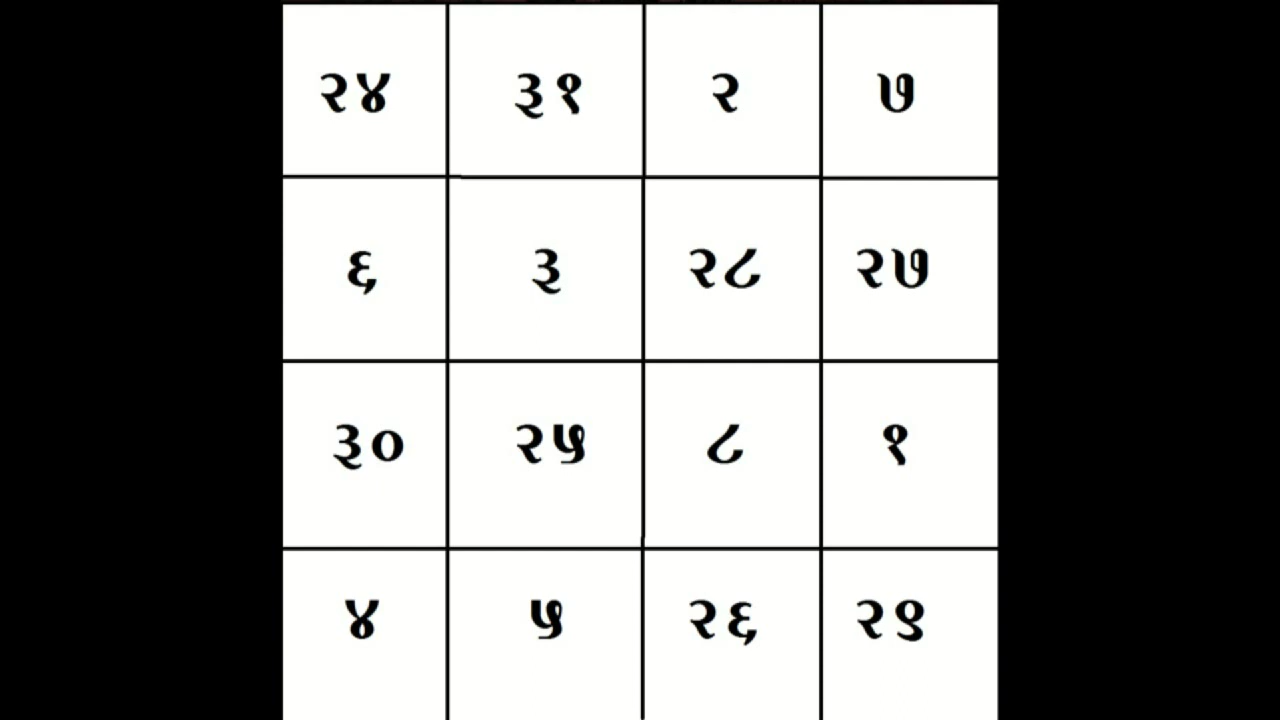 ૨૪ ૩૧ ૨ ૭
૬ ૩ ૨૮ ૨૭
૩૦ ૨૫ ૮ ૧
૪ ૫ ૨૬ ૨૯